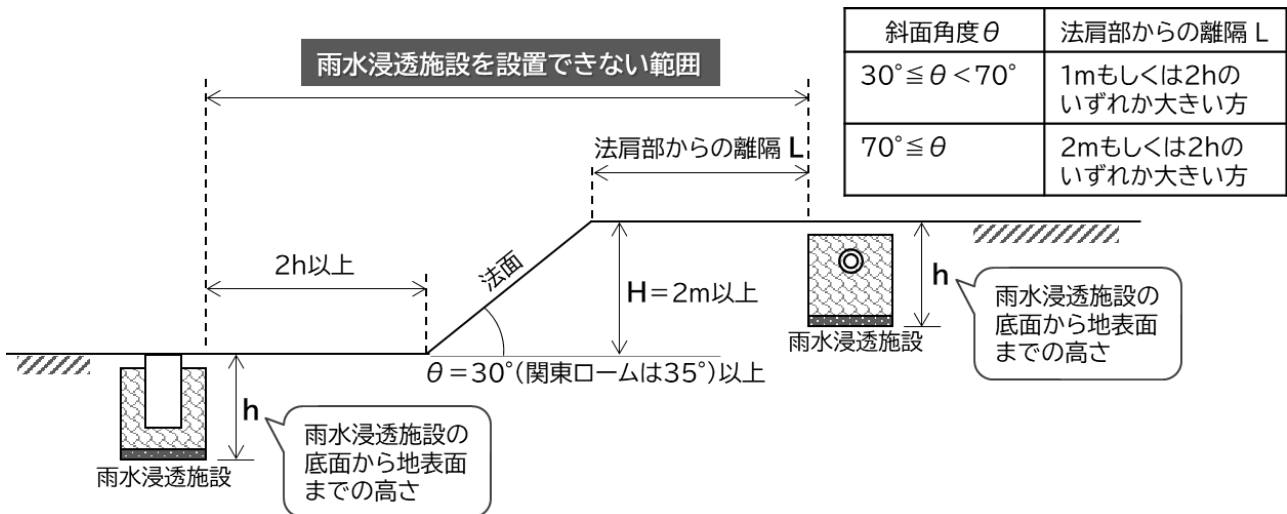 雨水浸透施設を設置できない範囲
斜面角度θ
法肩部からの離隔 L
30°≦θ<70°
1mもしくは2hの
いずれか大きい方
70°≦θ
2mもしくは2hの
いずれか大きい方
法肩部からの離隔 L
2h以上
法面
H=2m以上
h
雨水浸透施設の
底面から地表面
までの高さ
雨水浸透施設
θ=30°(関東ロームは35°)以上
h
雨水浸透施設の
底面から地表面
までの高さ
雨水浸透施設